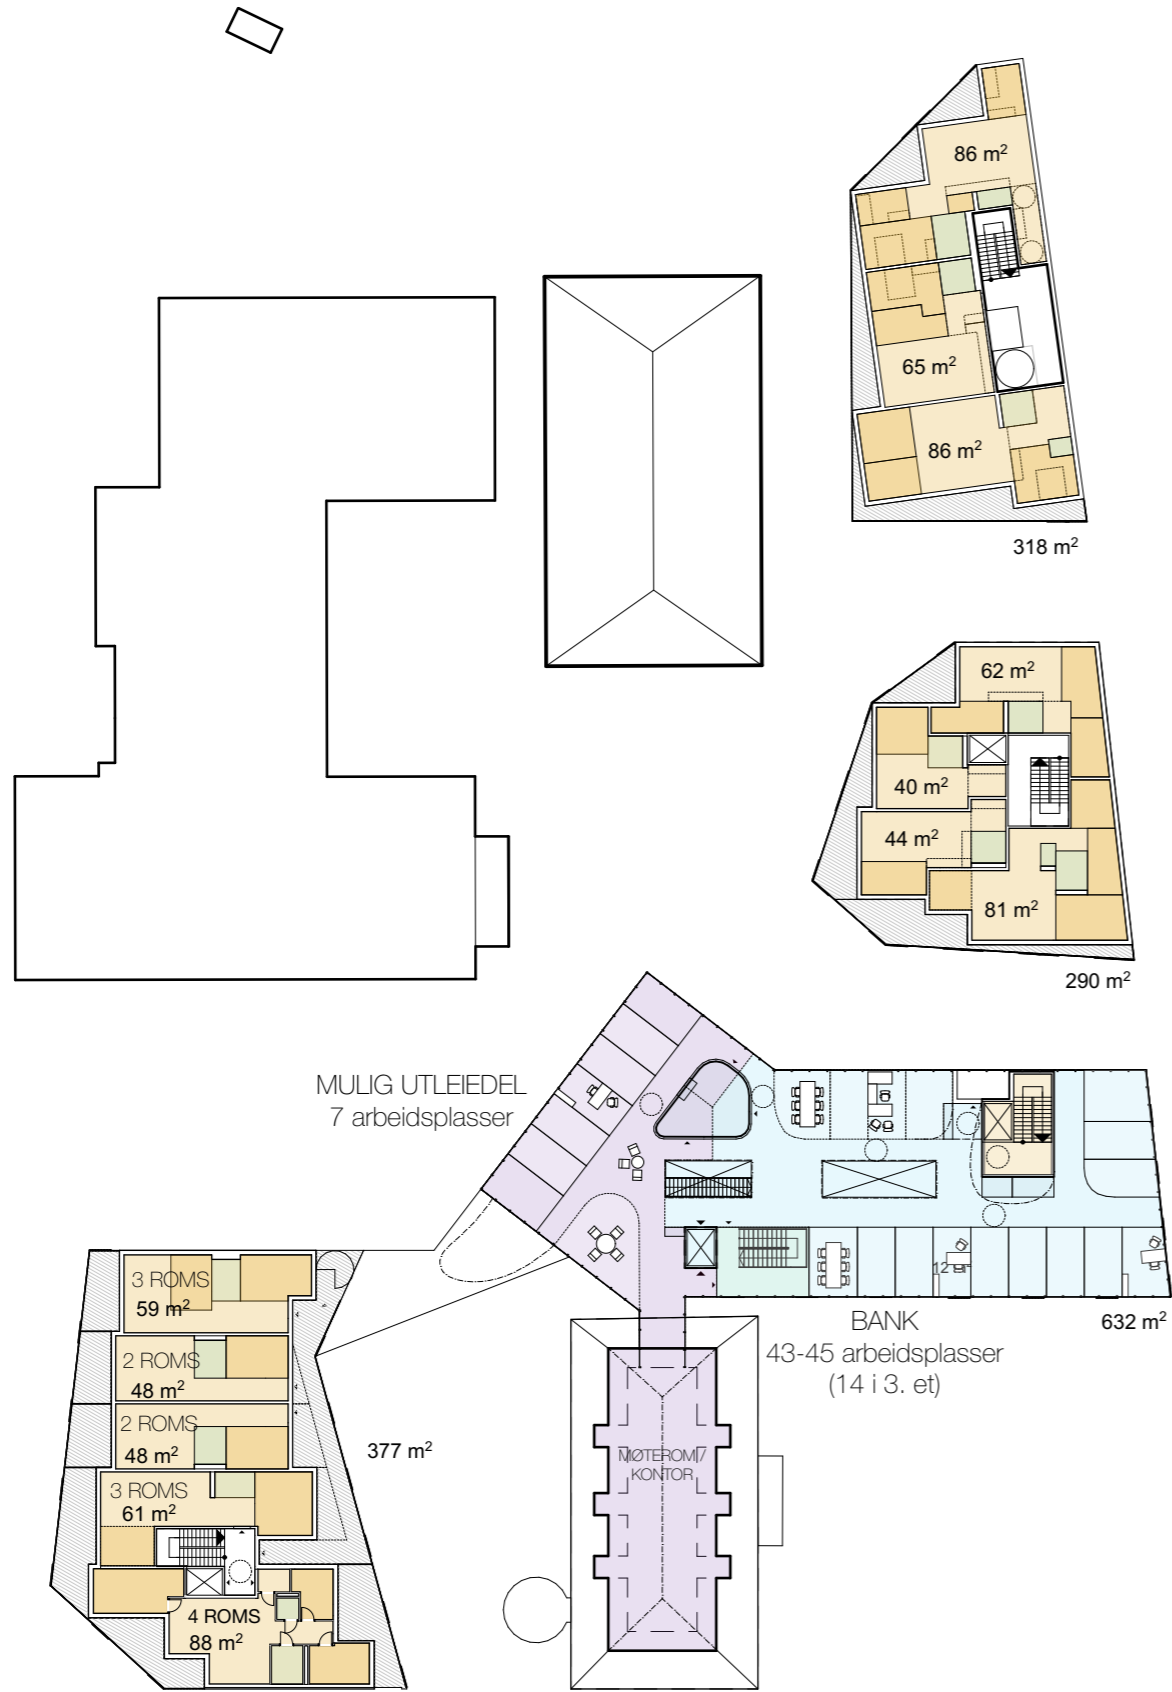 86 m²
65 m²
86 m²
318 m²
62 m²
40 m²
44 m²
81 m²
290 m²
MULIG UTLEIEDEL
7 arbeidsplasser
12
632 m²
BANK
43-45 arbeidsplasser
(14 i 3. et)
3 ROMS
59 m²
2 ROMS
48 m²
2 ROMS
48 m²
377 m²
3 ROMS
61 m²
4 ROMS
88 m²
MØTEROM /
KONTOR